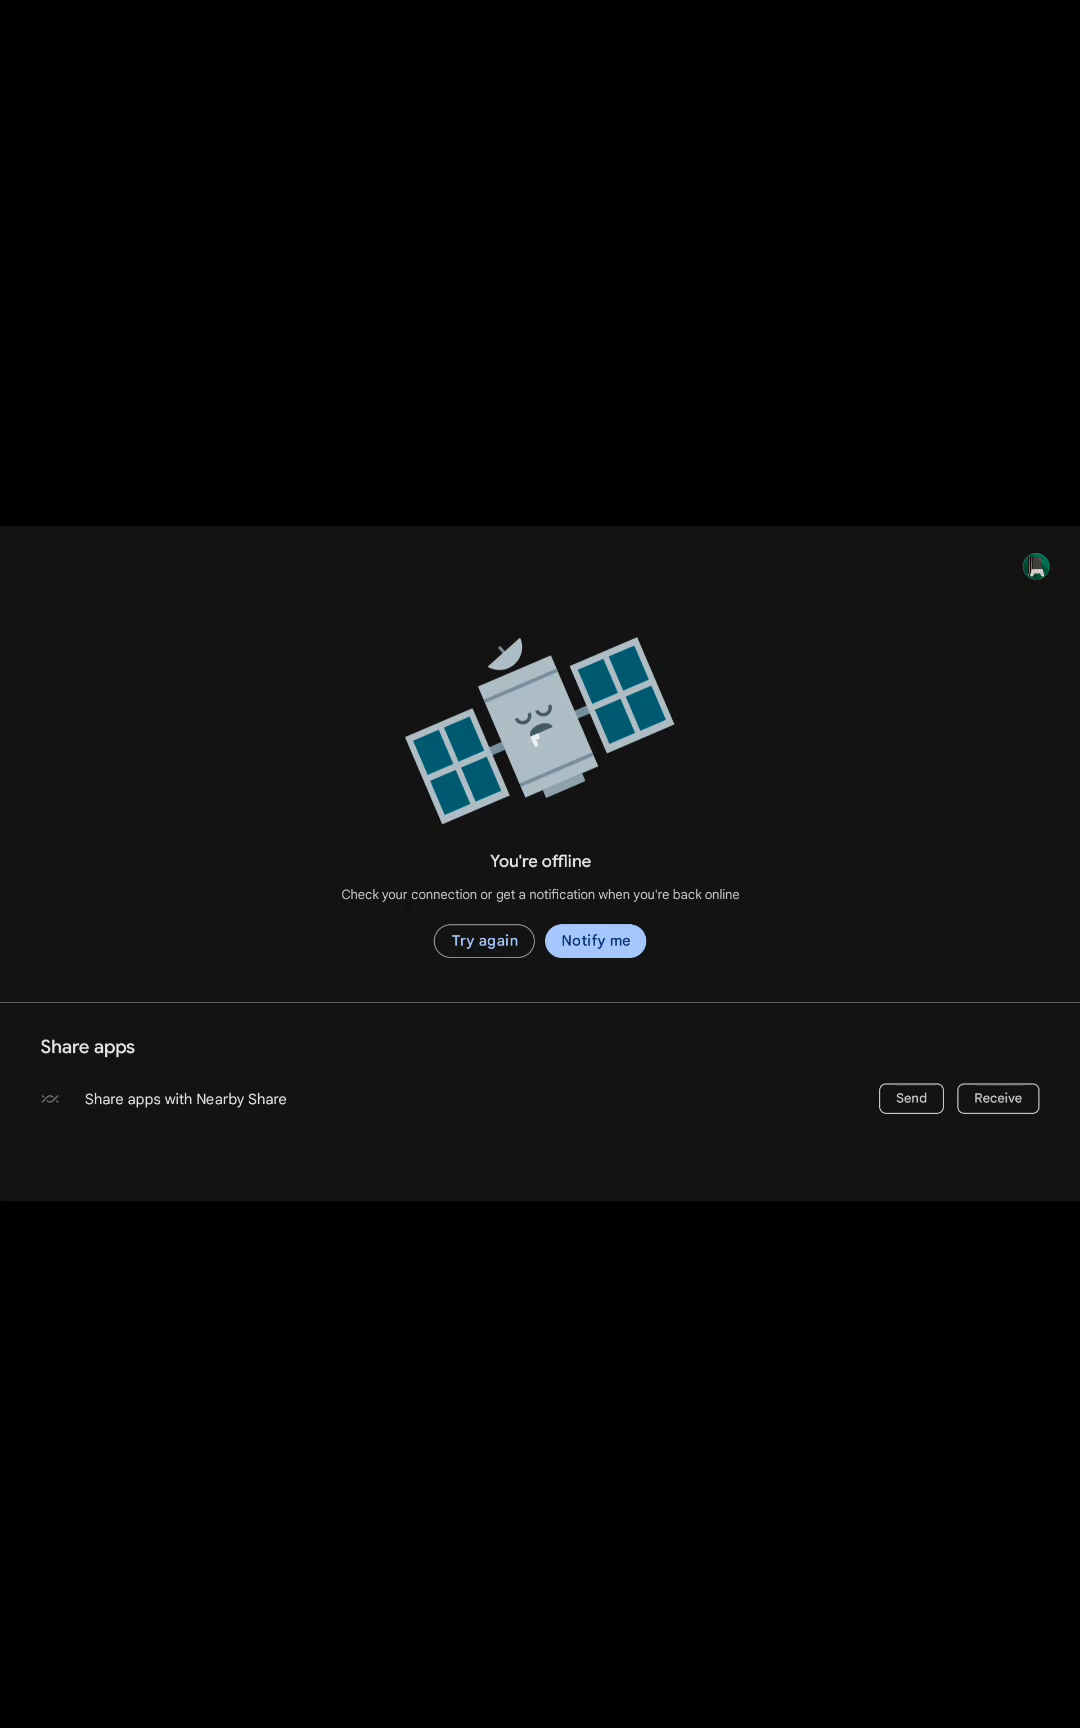 You're offline
Check your connection or get a notification when you're back online
Try again Notify me
Share apps
Share apps with Nearby Share Send Receive